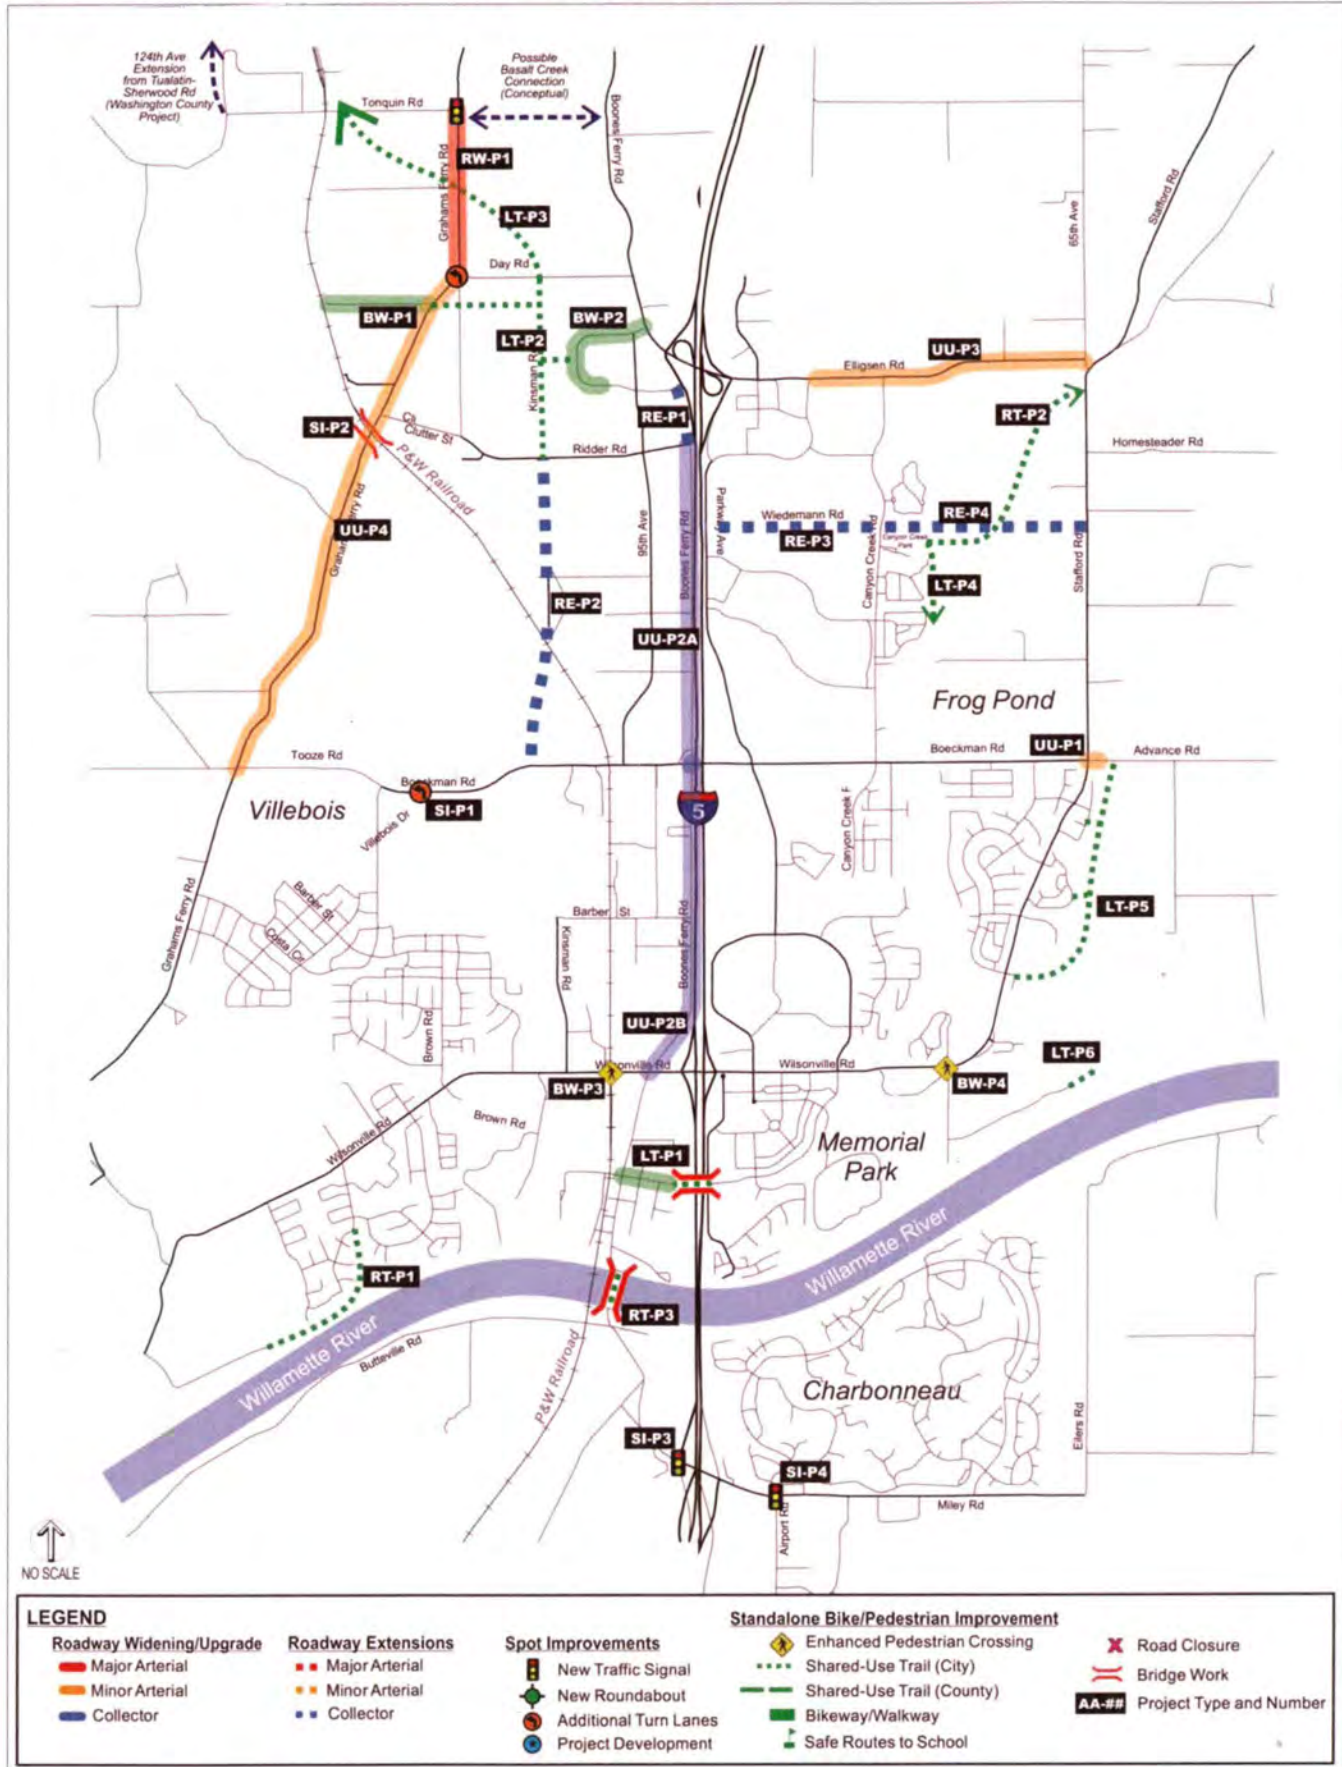 124th Ave
Extension
from Tualatin-
Sherwood Rd
(Washington County
Project)
Possible
Basalt Creek
Connection
(Conceptual)
Tonquin Rd
Boones Ferry Rd
Grahams Ferry Rd
RW-P1
Stafford Rd
65th Ave
LT-P3
Day Rd
BW-P1
BW-P2
LT-P2
Kinsman Rd
UU-P3
Elligsen Rd
RE-P1
RT-P2
SI-P2
Clutter St
Ridder Rd
Homesteader Rd
P&W Railroad
UU-P4
Grahams Ferry Rd
95th Ave
Boones Ferry Rd
Parkway Ave
Wiedemann Rd
RE-P3
RE-P4
Canyon Creek Rd
Canyon Creek
Park
Stafford Rd
LT-P4
RE-P2
UU-P2A
Frog Pond
Tooze Rd
Boeckman Rd
UU-P1
Advance Rd
Boeckman Rd
SI-P1
5
Villebois
Villebois Dr
Canyon Creek F
Grahams Ferry Rd
Barber St
Costa Cir
Barber St
Kinsman Rd
Boones Ferry Rd
LT-P5
Brown Rd
UU-P2B
Wilsonville Rd
Wilsonville Rd
LT-P6
BW-P3
BW-P4
Brown Rd
Wilsonville Rd
LT-P1
Memorial
Park
RT-P1
Willamette River
RT-P3
Willamette River
Butteville Rd
P&W Railroad
Charbonneau
Eilers Rd
SI-P3
SI-P4
Miley Rd
Airport Rd
NO SCALE
LEGEND
Roadway Widening/Upgrade
Major Arterial
Minor Arterial
Collector
Roadway Extensions
Major Arterial
Minor Arterial
Collector
Spot Improvements
New Traffic Signal
New Roundabout
Additional Turn Lanes
Project Development
Standalone Bike/Pedestrian Improvement
Enhanced Pedestrian Crossing
Shared-Use Trail (City)
Shared-Use Trail (County)
Bikeway/Walkway
Safe Routes to School
Road Closure
Bridge Work
AA-## Project Type and Number